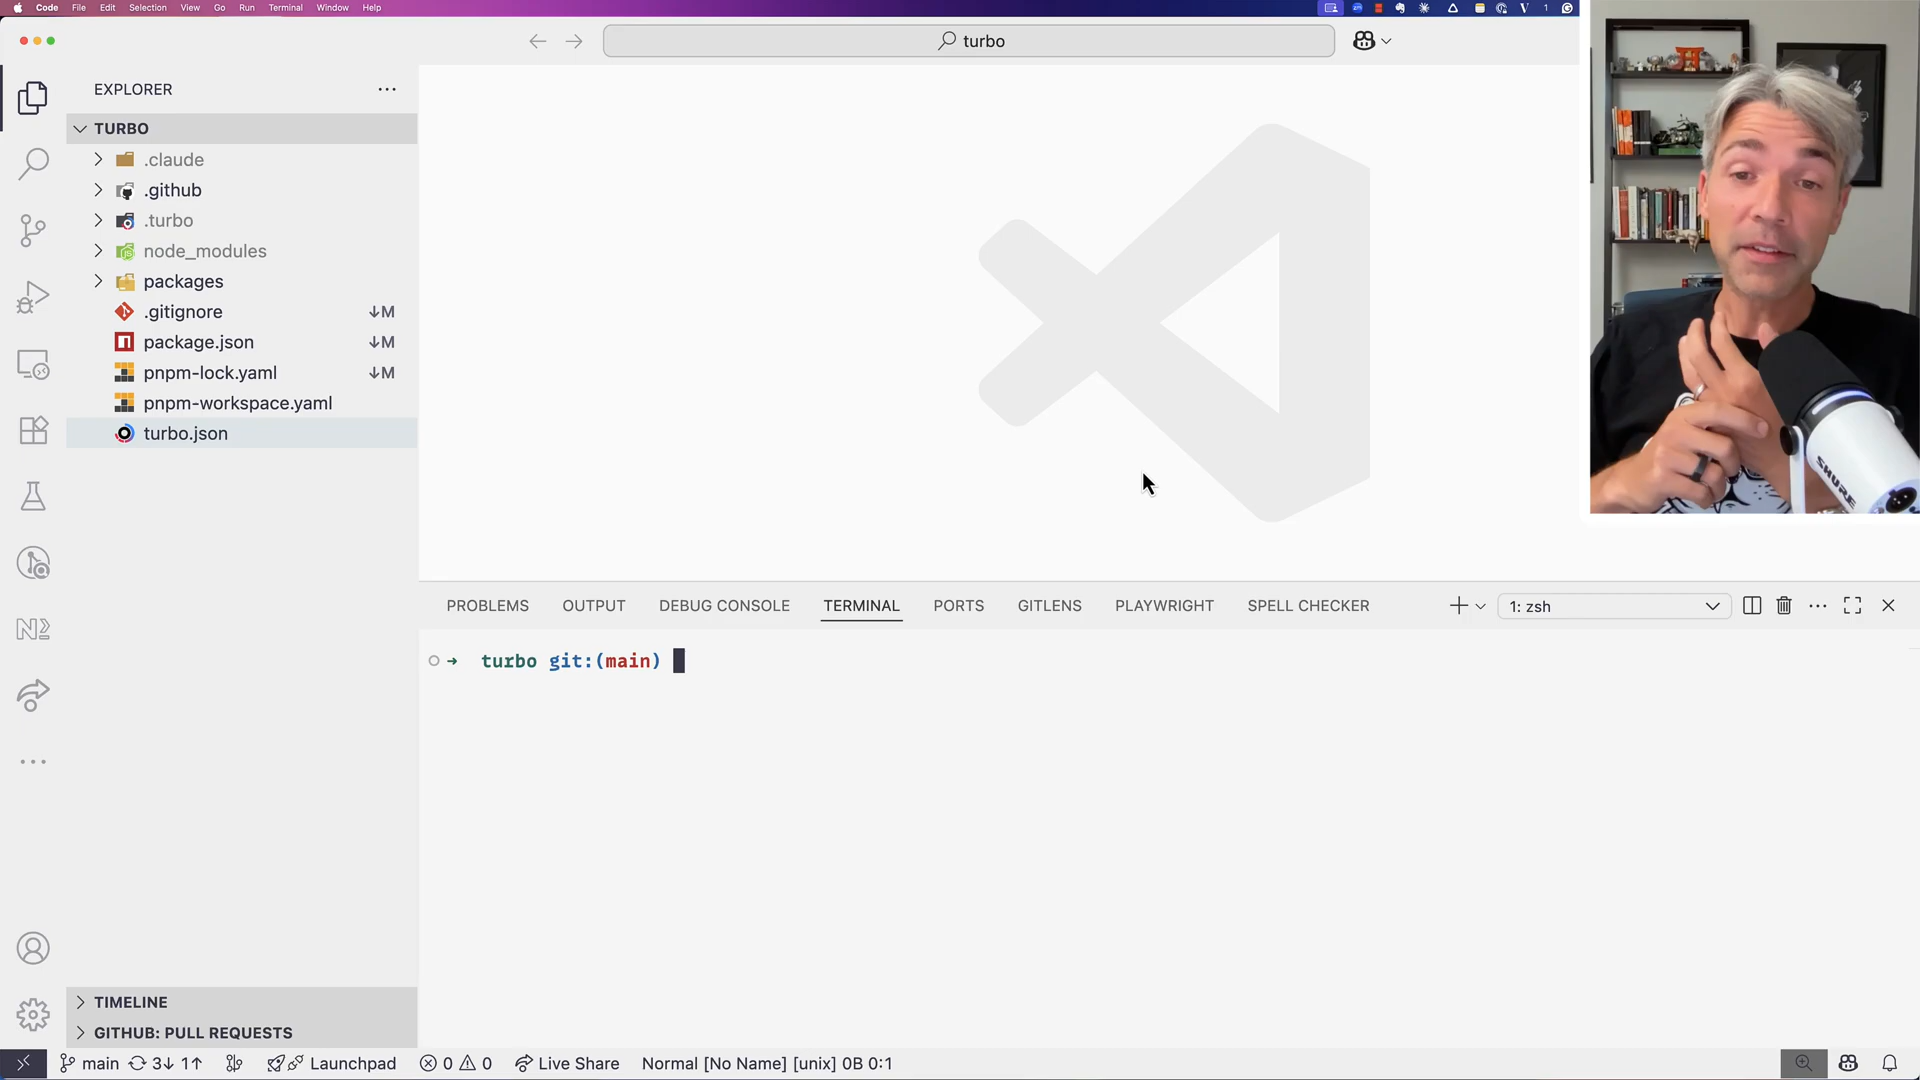 Code File Edit Selection View Go Run Terminal Window Help
turbo
EXPLORER
TURBO
.claude
.github
.turbo
node_modules
packages
.gitignore ↓M
package.json ↓M
pnpm-lock.yaml ↓M
pnpm-workspace.yaml
turbo.json
PROBLEMS OUTPUT DEBUG CONSOLE TERMINAL PORTS GITLENS PLAYWRIGHT SPELL CHECKER 1: zsh
➜ turbo git:(main)
SHURE
TIMELINE
GITHUB: PULL REQUESTS
main 3↓ 1↑ Launchpad 0 0 Live Share Normal [No Name] [unix] 0B 0:1